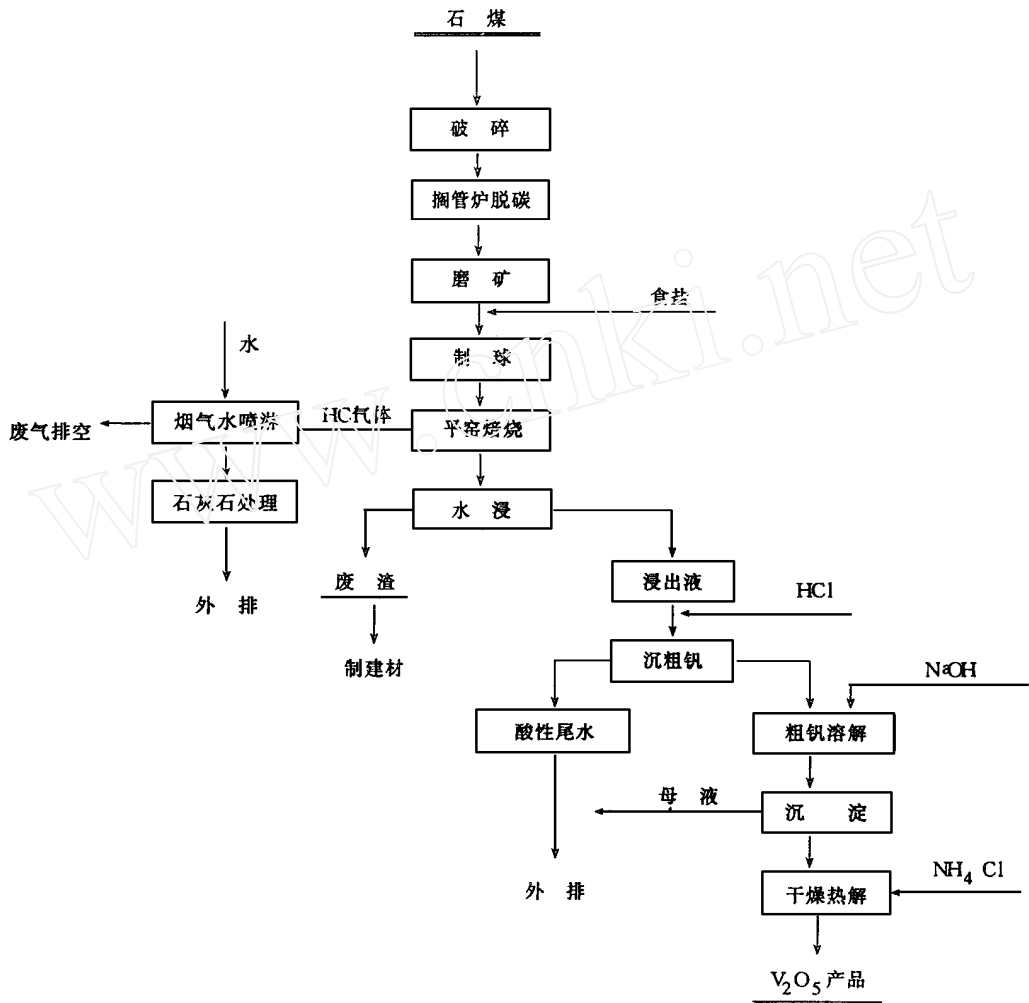 石 煤
破 碎
搁管炉脱碳
磨 矿
食盐
水
制 球
HCl气体
烟气水喷淋
平窑焙烧
废气排空
石灰石处理
水 浸
外 排
废 渣
浸出液
HCl
制建材
沉粗钒
NaOH
酸性尾水
粗钒溶解
母 液
沉 淀
外 排
NH₄ Cl
干燥热解
V₂O₅产品
www.cnki.net